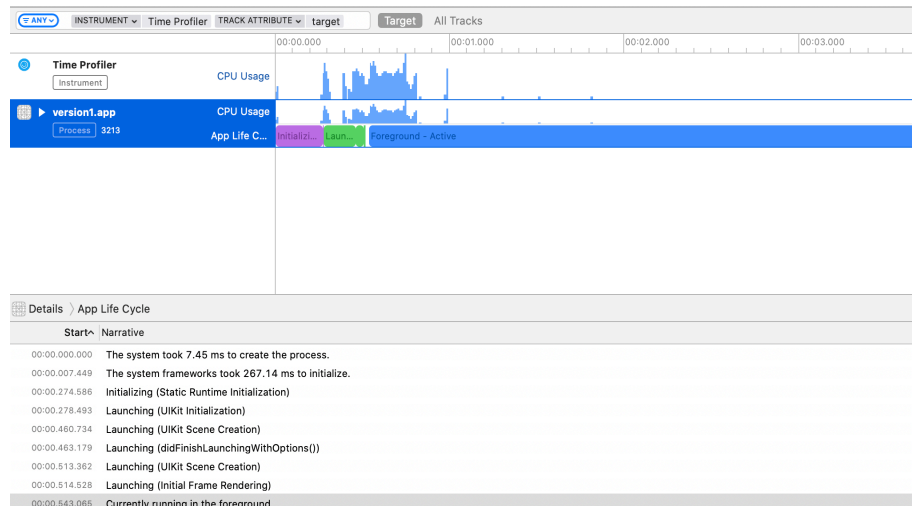 ANY INSTRUMENT Time Profiler TRACK ATTRIBUTE target Target All Tracks
00:00.000 00:01.000 00:02.000 00:03.000
Time Profiler
Instrument
CPU Usage
version1.app
CPU Usage
Process 3213
App Life C...
Initializi... Laun... Foreground - Active
Details App Life Cycle
Start Narrative
00:00.000.000 The system took 7.45 ms to create the process.
00:00.007.449 The system frameworks took 267.14 ms to initialize.
00:00.274.586 Initializing (Static Runtime Initialization)
00:00.278.493 Launching (UIKit Initialization)
00:00.460.734 Launching (UIKit Scene Creation)
00:00.463.179 Launching (didFinishLaunchingWithOptions())
00:00.513.362 Launching (UIKit Scene Creation)
00:00.514.528 Launching (Initial Frame Rendering)
00:00.543.065 Currently running in the foreground